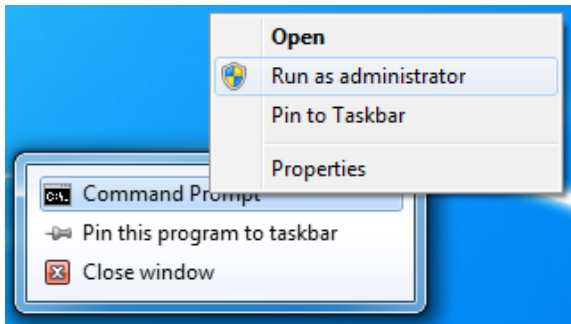 Open
Run as administrator
Pin to Taskbar
Properties
Command Prompt
Pin this program to taskbar
Close window